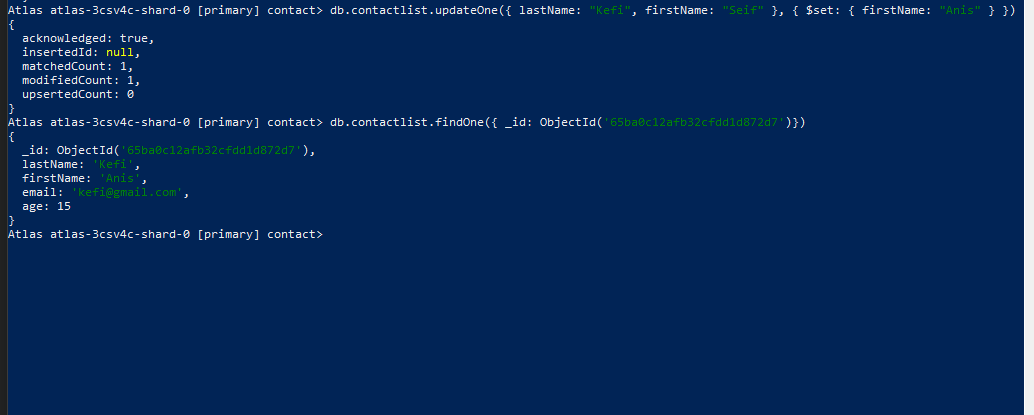 Atlas atlas-3csv4c-shard-0 [primary] contact> db.contactlist.updateOne({ lastName: "Kefi", firstName: "Seif" }, { $set: { firstName: "Anis" } })
{
  acknowledged: true,
  insertedId: null,
  matchedCount: 1,
  modifiedCount: 1,
  upsertedCount: 0
}
Atlas atlas-3csv4c-shard-0 [primary] contact> db.contactlist.findOne({ _id: ObjectId('65ba0c12afb32cfdd1d872d7')})
{
  _id: ObjectId('65ba0c12afb32cfdd1d872d7'),
  lastName: 'Kefi',
  firstName: 'Anis',
  email: 'kefi@gmail.com',
  age: 15
}
Atlas atlas-3csv4c-shard-0 [primary] contact>